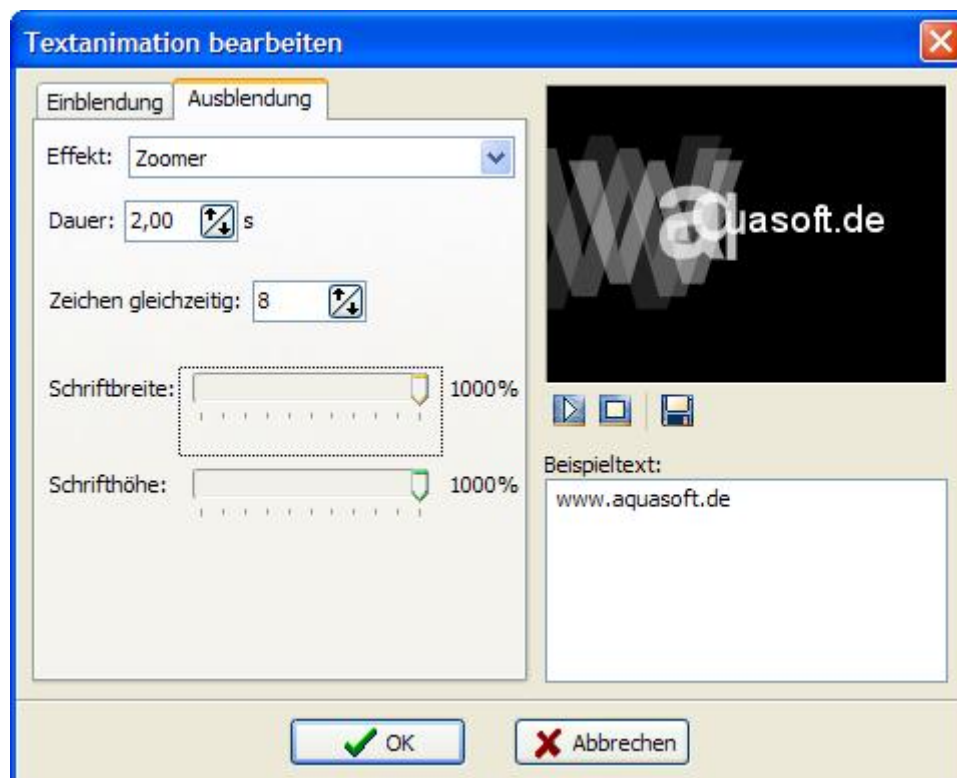 Textanimation bearbeiten
Einblendung Ausblendung
Effekt: Zoomer
Dauer: 2,00 s
Zeichen gleichzeitig: 8
Schriftbreite: 1000%
Schrifthöhe: 1000%
aquasoft.de
Beispieltext:
www.aquasoft.de
OK Abbrechen